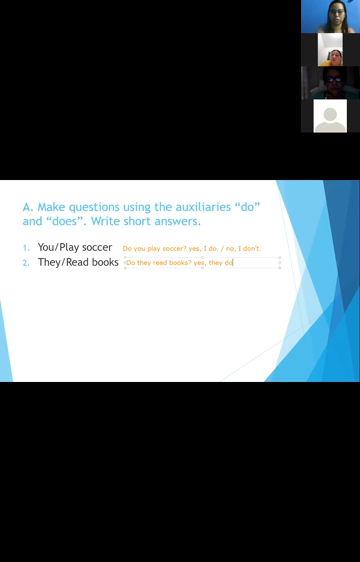 A. Make questions using the auxiliaries “do”
and “does”. Write short answers.
1. You/Play soccer Do you play soccer? yes, I do. / no, I don't.
2. They/Read books Do they read books? yes, they do